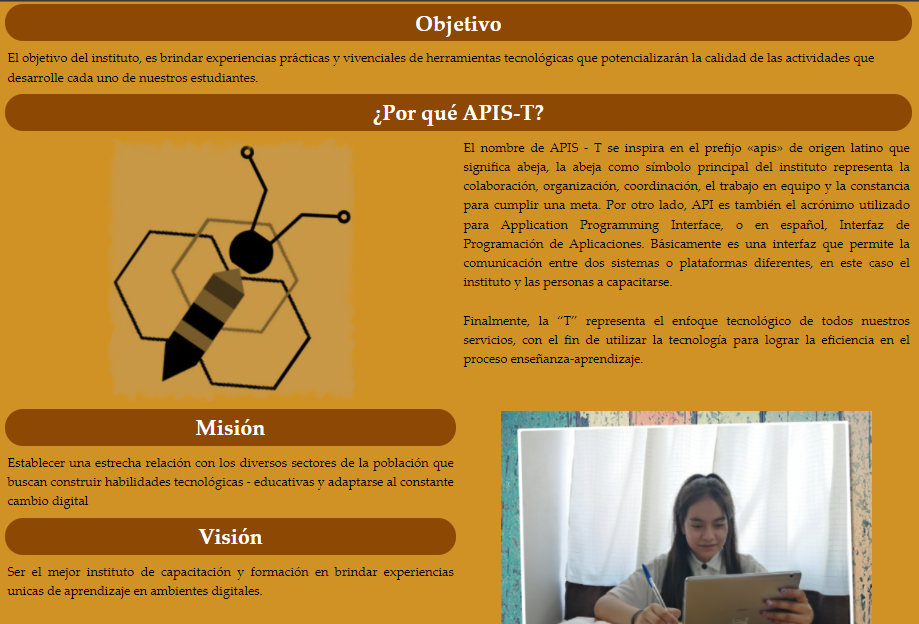 Objetivo
El objetivo del instituto, es brindar experiencias prácticas y vivenciales de herramientas tecnológicas que potencializarán la calidad de las actividades que
desarrolle cada uno de nuestros estudiantes.
¿Por qué APIS-T?
El nombre de APIS - T se inspira en el prefijo «apis» de origen latino que
significa abeja, la abeja como símbolo principal del instituto representa la
colaboración, organización, coordinación, el trabajo en equipo y la constancia
para cumplir una meta. Por otro lado, API es también el acrónimo utilizado
para Application Programming Interface, o en español, Interfaz de
Programación de Aplicaciones. Básicamente es una interfaz que permite la
comunicación entre dos sistemas o plataformas diferentes, en este caso el
instituto y las personas a capacitarse.
Finalmente, la “T” representa el enfoque tecnológico de todos nuestros
servicios, con el fin de utilizar la tecnología para lograr la eficiencia en el
proceso enseñanza-aprendizaje.
Misión
Establecer una estrecha relación con los diversos sectores de la población que
buscan construir habilidades tecnológicas - educativas y adaptarse al constante
cambio digital
Visión
Ser el mejor instituto de capacitación y formación en brindar experiencias
unicas de aprendizaje en ambientes digitales.